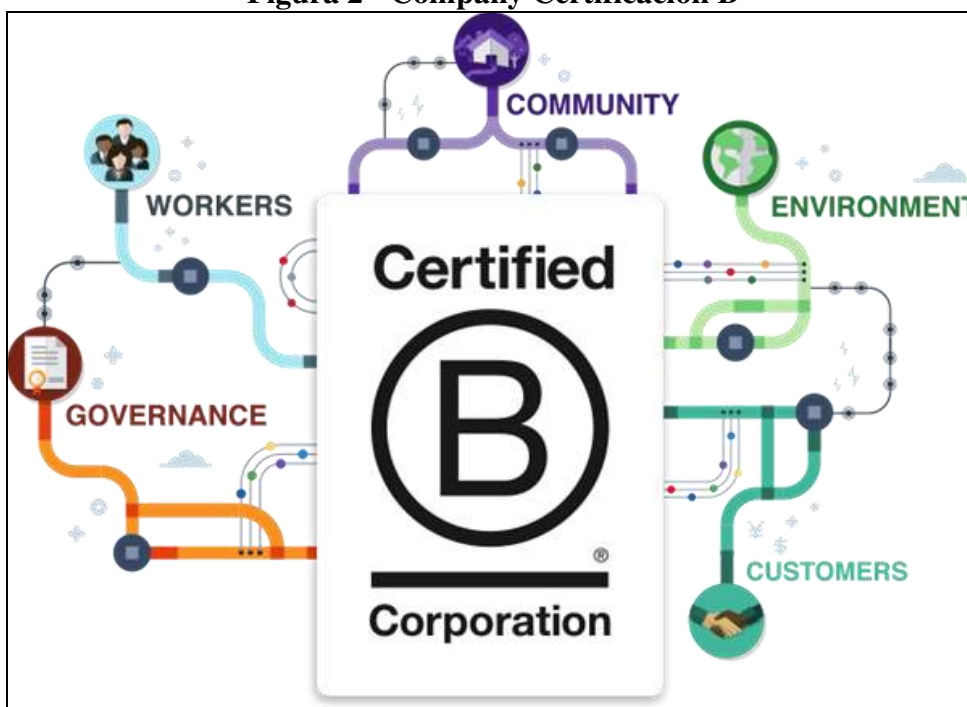 Figura 2 - Company Certificación B
COMMUNITY
WORKERS
ENVIRONMENT
Certified
B
®
GOVERNANCE
CUSTOMERS
Corporation
¥
$